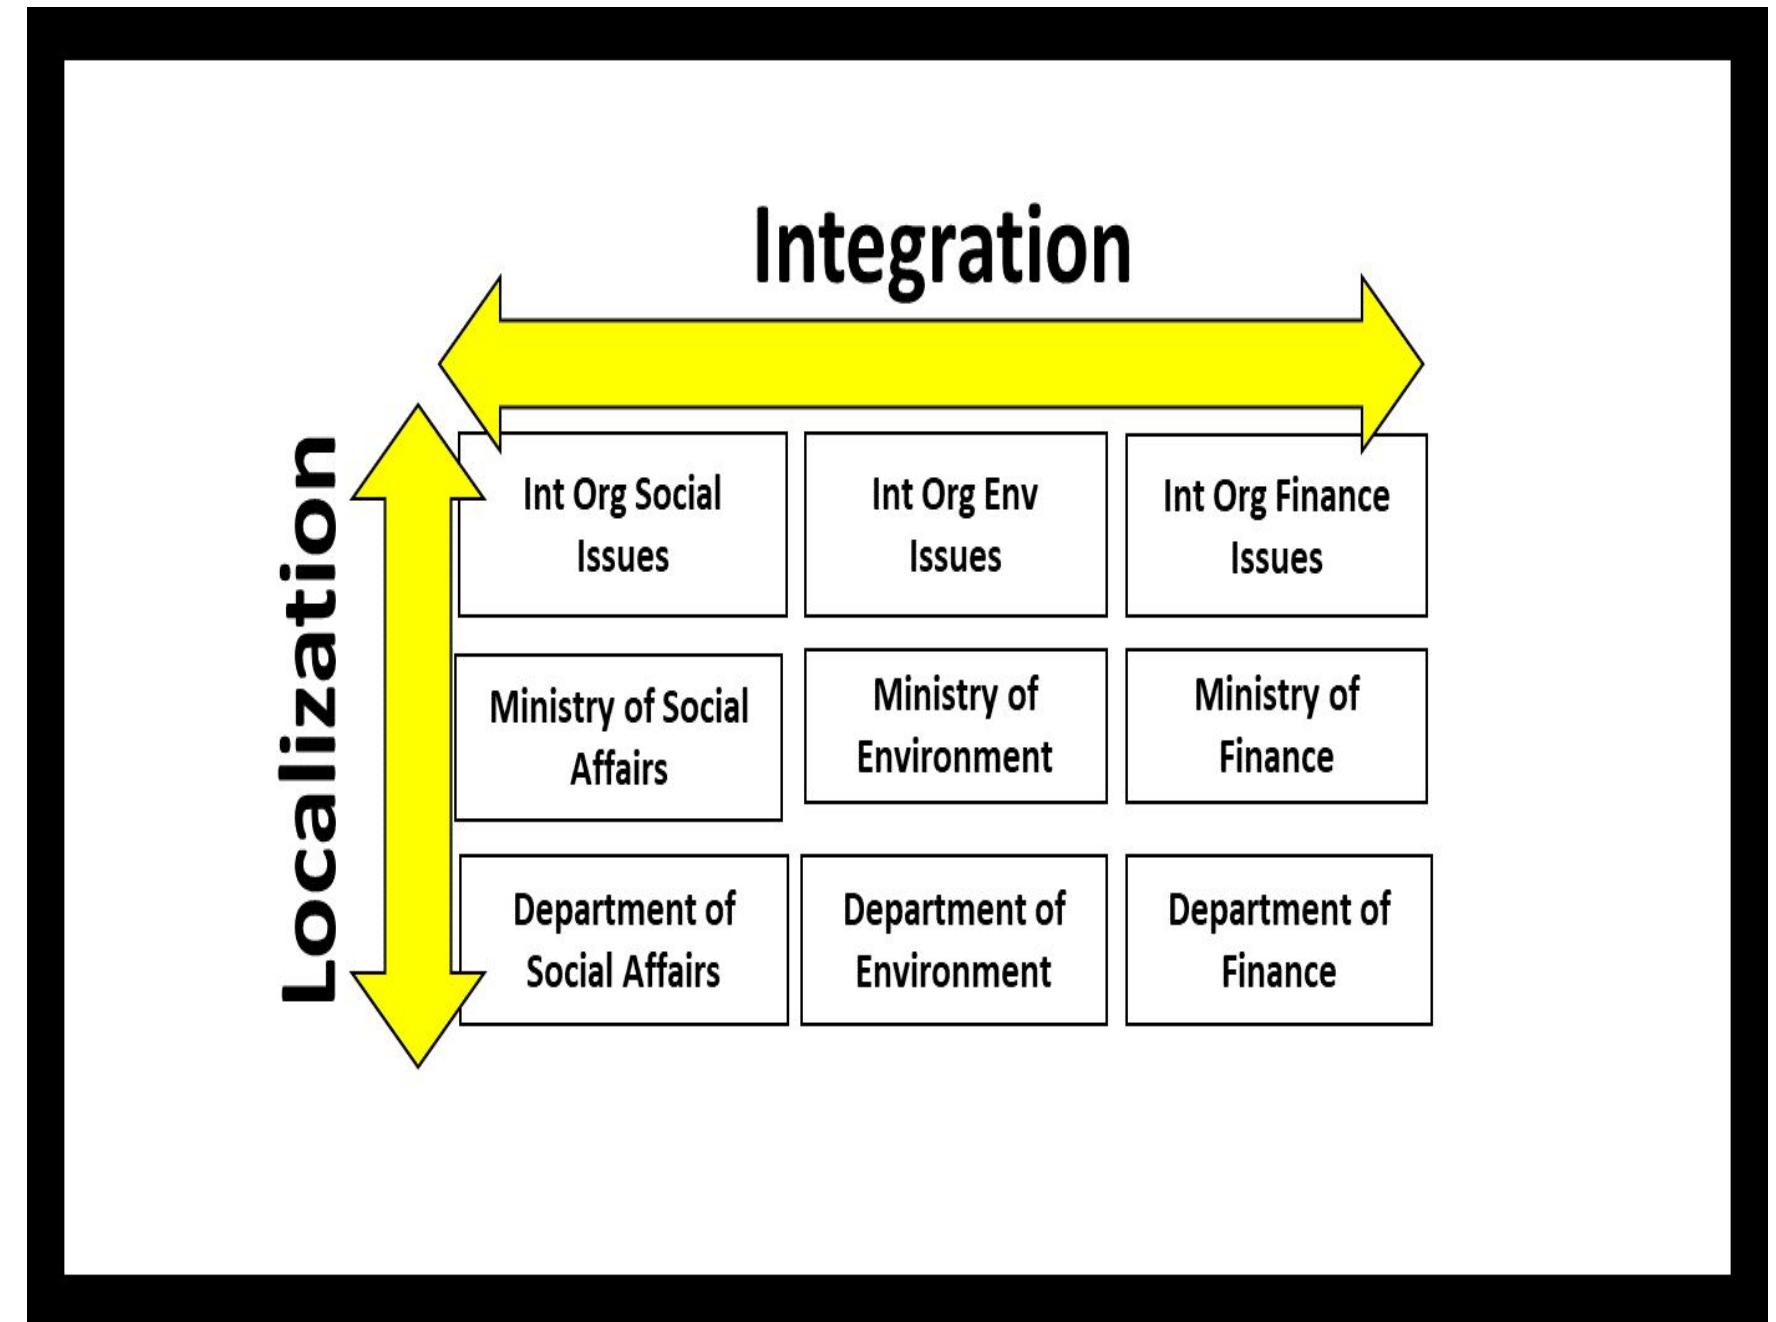 Integration
Localization
Int Org Social
Issues
Int Org Env
Issues
Int Org Finance
Issues
Ministry of Social
Affairs
Ministry of
Environment
Ministry of
Finance
Department of
Social Affairs
Department of
Environment
Department of
Finance